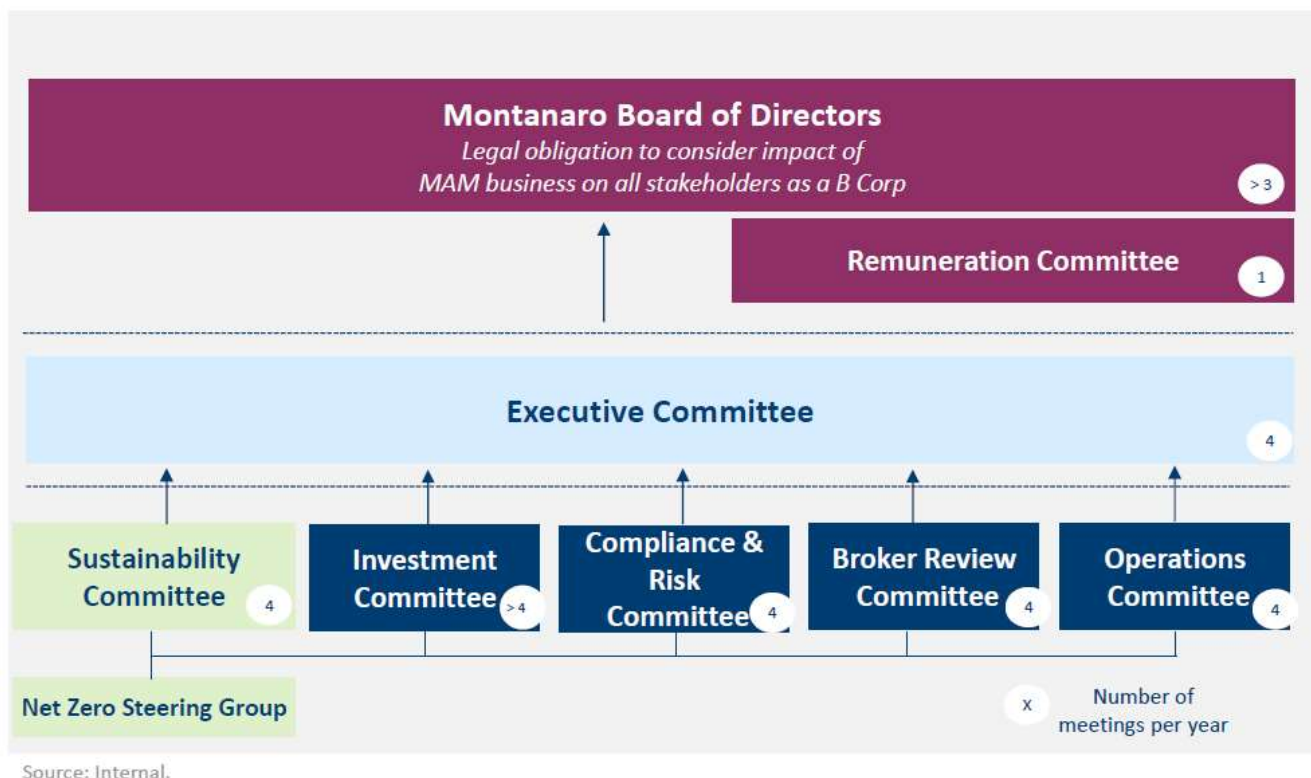 Montanaro Board of Directors
Legal obligation to consider impact of
MAM business on all stakeholders as a B Corp
> 3
Remuneration Committee
1
Executive Committee
4
Sustainability
Committee
4
Investment
Committee
> 4
Compliance &
Risk
Committee
4
Broker Review
Committee
4
Operations
Committee
4
Net Zero Steering Group
X
Number of
meetings per year
Source: Internal.